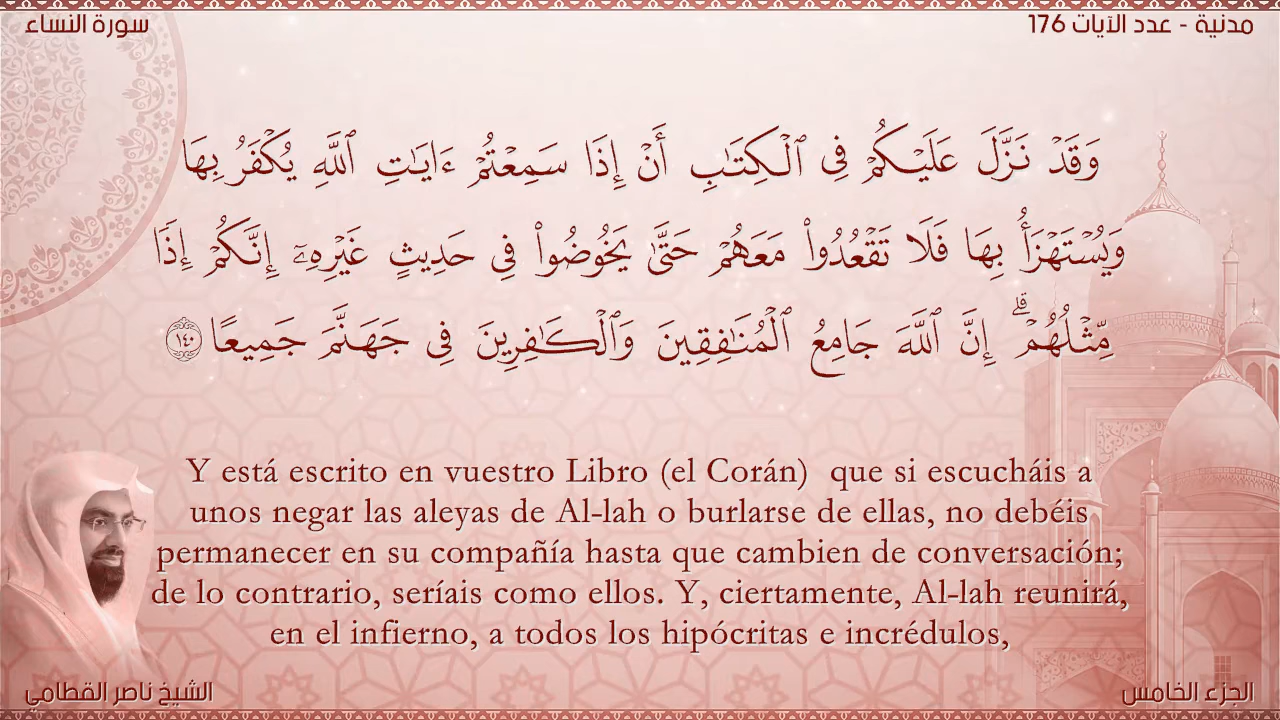 مدنية - عدد الآيات 176
سورة النساء
وَقَدْ نَزَّلَ عَلَيْكُمْ فِى ٱلْكِتَـٰبِ أَنْ إِذَا سَمِعْتُمْ ءَايَـٰتِ ٱللَّهِ يُكْفَرُ بِهَا
وَيُسْتَهْزَأُ بِهَا فَلَا تَقْعُدُوا۟ مَعَهُمْ حَتَّىٰ يَخُوضُوا۟ فِى حَدِيثٍ غَيْرِهِۦٓ إِنَّكُمْ إِذًا
مِّثْلُهُمْ ۗ إِنَّ ٱللَّهَ جَامِعُ ٱلْمُنَـٰفِقِينَ وَٱلْكَـٰفِرِينَ فِى جَهَنَّمَ جَمِيعًا ١٤٠
Y está escrito en vuestro Libro (el Corán) que si escucháis a
unos negar las aleyas de Al-lah o burlarse de ellas, no debéis
permanecer en su compañía hasta que cambien de conversación;
de lo contrario, seríais como ellos. Y, ciertamente, Al-lah reunirá,
en el infierno, a todos los hipócritas e incrédulos,
الجزء الخامس
الشيخ ناصر القطامي